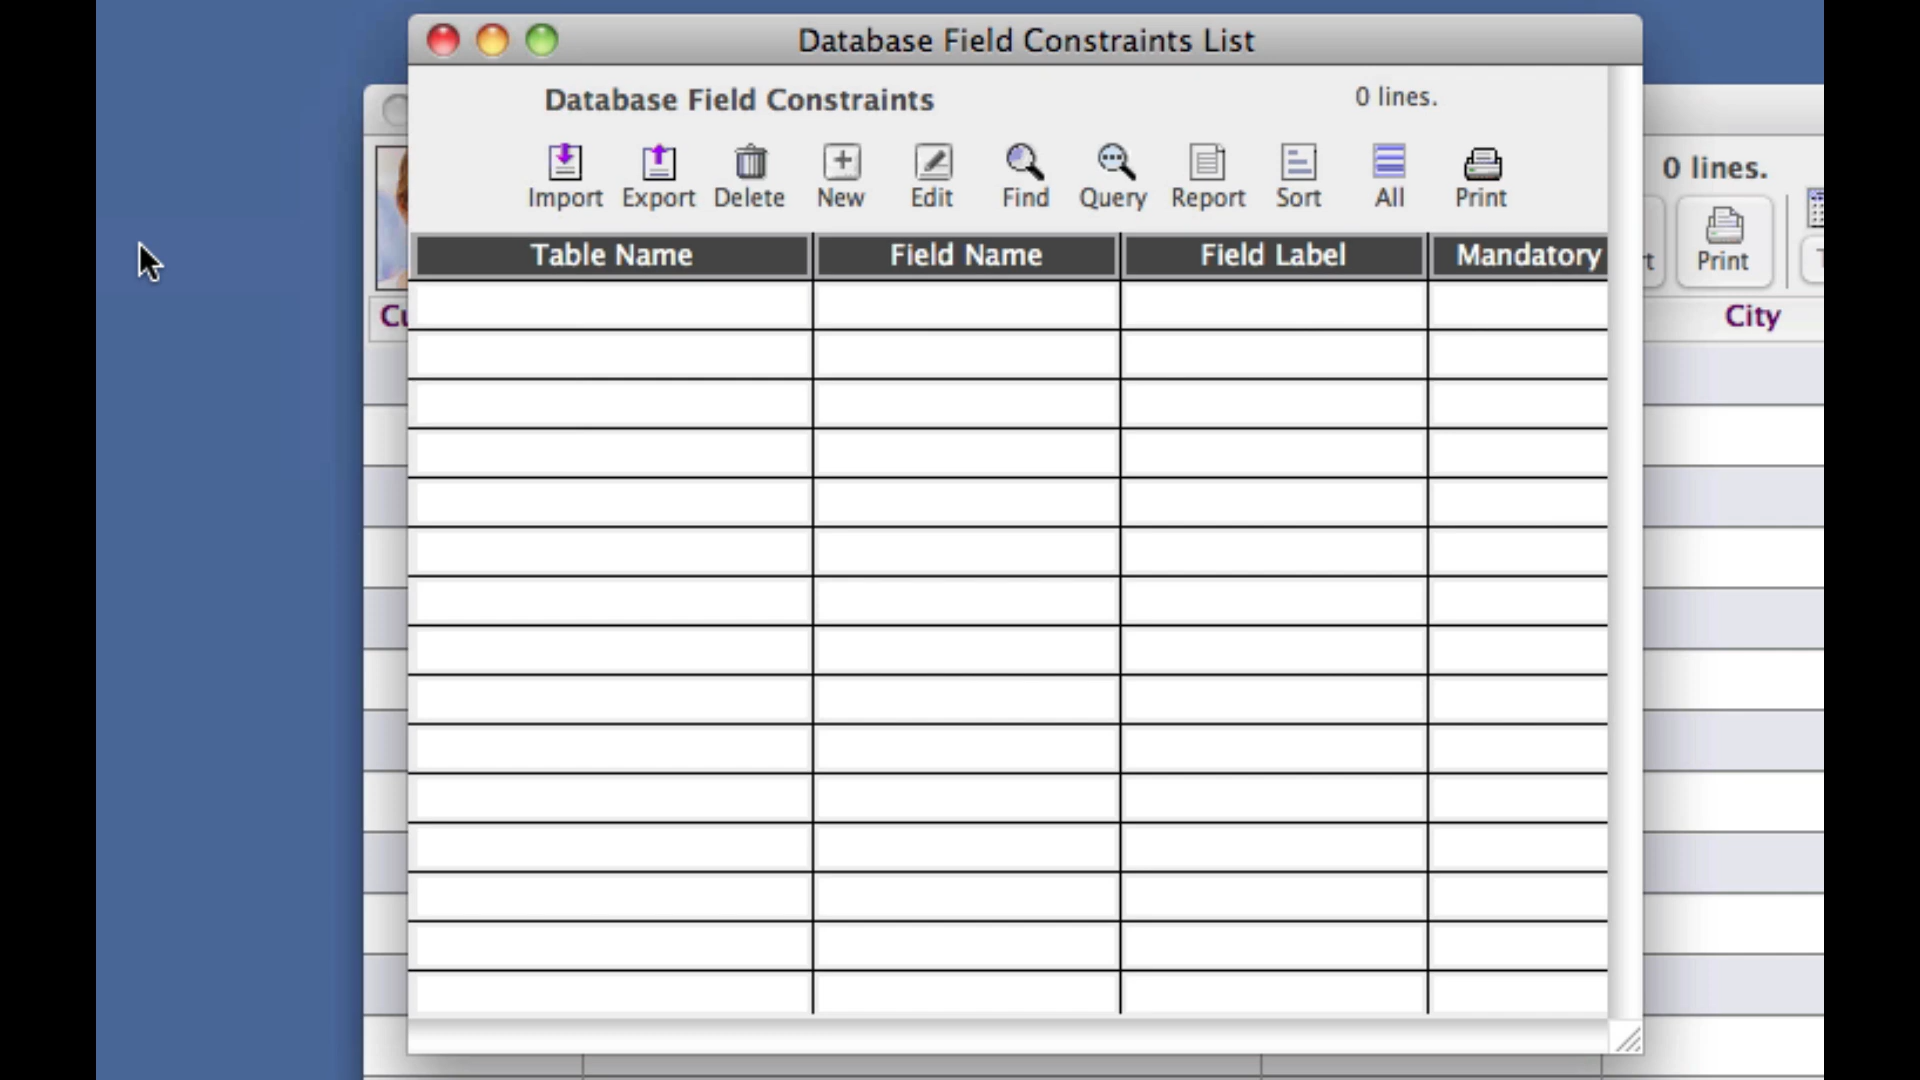 Database Field Constraints List
Database Field Constraints
0 lines.
Import Export Delete New Edit Find Query Report Sort All Print
Table Name Field Name Field Label Mandatory
0 lines.
Print
City